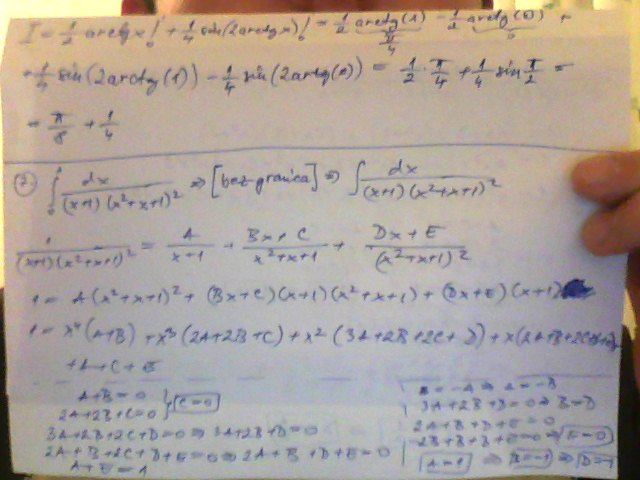 I = 1/2 arctgx|₀¹ + 1/4 sin(2arctgx)|₀¹ = 1/2 arctg(1) - 1/2 arctg(0) +
π/4 0
+ 1/4 sin(2arctg(1)) - 1/4 sin(2arctg(0)) = 1/2 · π/4 + 1/4 sin π/2 =
= π/8 + 1/4
② ∫₀¹ dx/((x+1)(x²+x+1)²) ⇒ [bez granica] ⇒ ∫ dx/((x+1)(x²+x+1)²)
1/((x+1)(x²+x+1)²) = A/(x+1) + (Bx+C)/(x²+x+1) + (Dx+E)/(x²+x+1)²
1 = A(x²+x+1)² + (Bx+C)(x+1)(x²+x+1) + (Dx+E)(x+1)
1 = x⁴(A+B) + x³(2A+2B+C) + x²(3A+2B+2C+D) + x(2A+B+2C+D+E)
+A+C+E
A+B=0
2A+2B+C=0 } C=0
3A+2B+2C+D=0 ⇒ 3A+2B+D=0
2A+B+2C+D+E=0 ⇒ 2A+B+D+E=0
A+E=1
B=-A ⇒ A=-B
3A+2B+D=0 ⇒ B=D
2A+B+D+E=0
-2B+B+B+E=0 ⇒ E=0
A=1 ⇒ B=-1 ⇒ D=-1